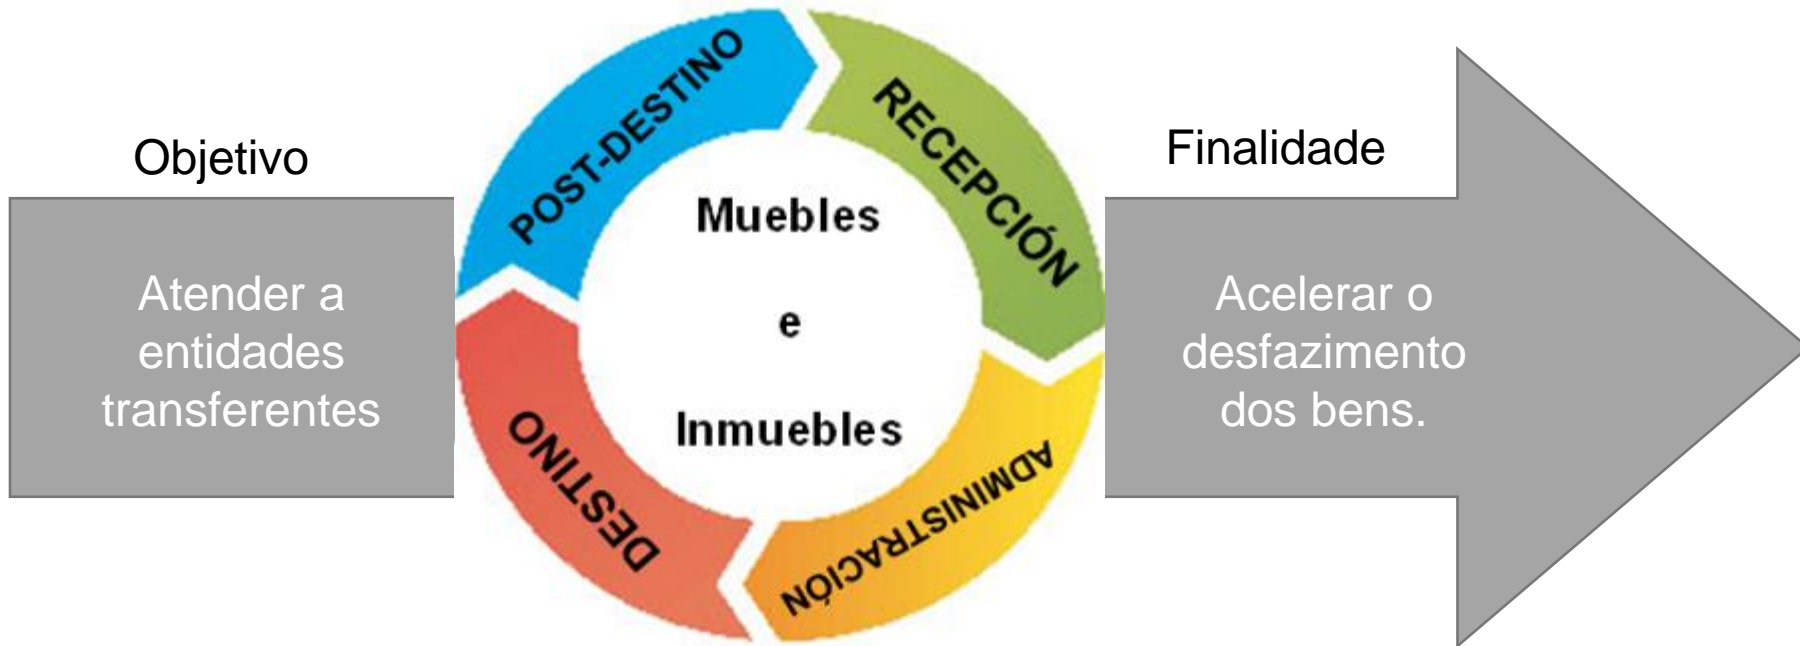 Objetivo
Atender a
entidades
transferentes
POST-DESTINO
RECEPCIÓN
ADMINISTRACIÓN
DESTINO
Muebles
e
Inmuebles
Finalidade
Acelerar o
desfazimento
dos bens.